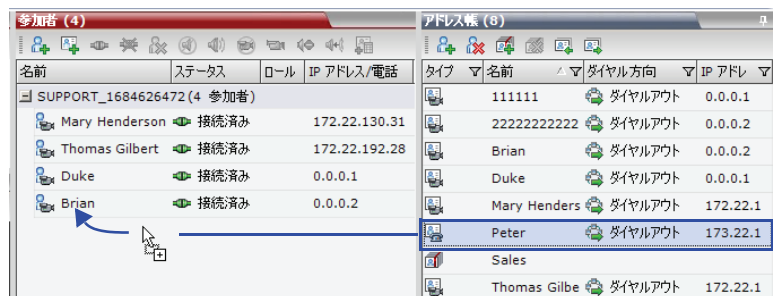 参加者 (4)
名前 ステータス ロール IP アドレス/電話
SUPPORT_1684626472(4 参加者)
Mary Henderson 接続済み 172.22.130.31
Thomas Gilbert 接続済み 172.22.192.28
Duke 接続済み 0.0.0.1
Brian 接続済み 0.0.0.2
アドレス帳 (8)
タイプ 名前 ダイヤル方向 IP アドレ
111111 ダイヤルアウト 0.0.0.1
22222222222 ダイヤルアウト 0.0.0.2
Brian ダイヤルアウト 0.0.0.2
Duke ダイヤルアウト 0.0.0.1
Mary Henders ダイヤルアウト 172.22.1
Peter ダイヤルアウト 173.22.1
Sales
Thomas Gilbe ダイヤルアウト 172.22.1